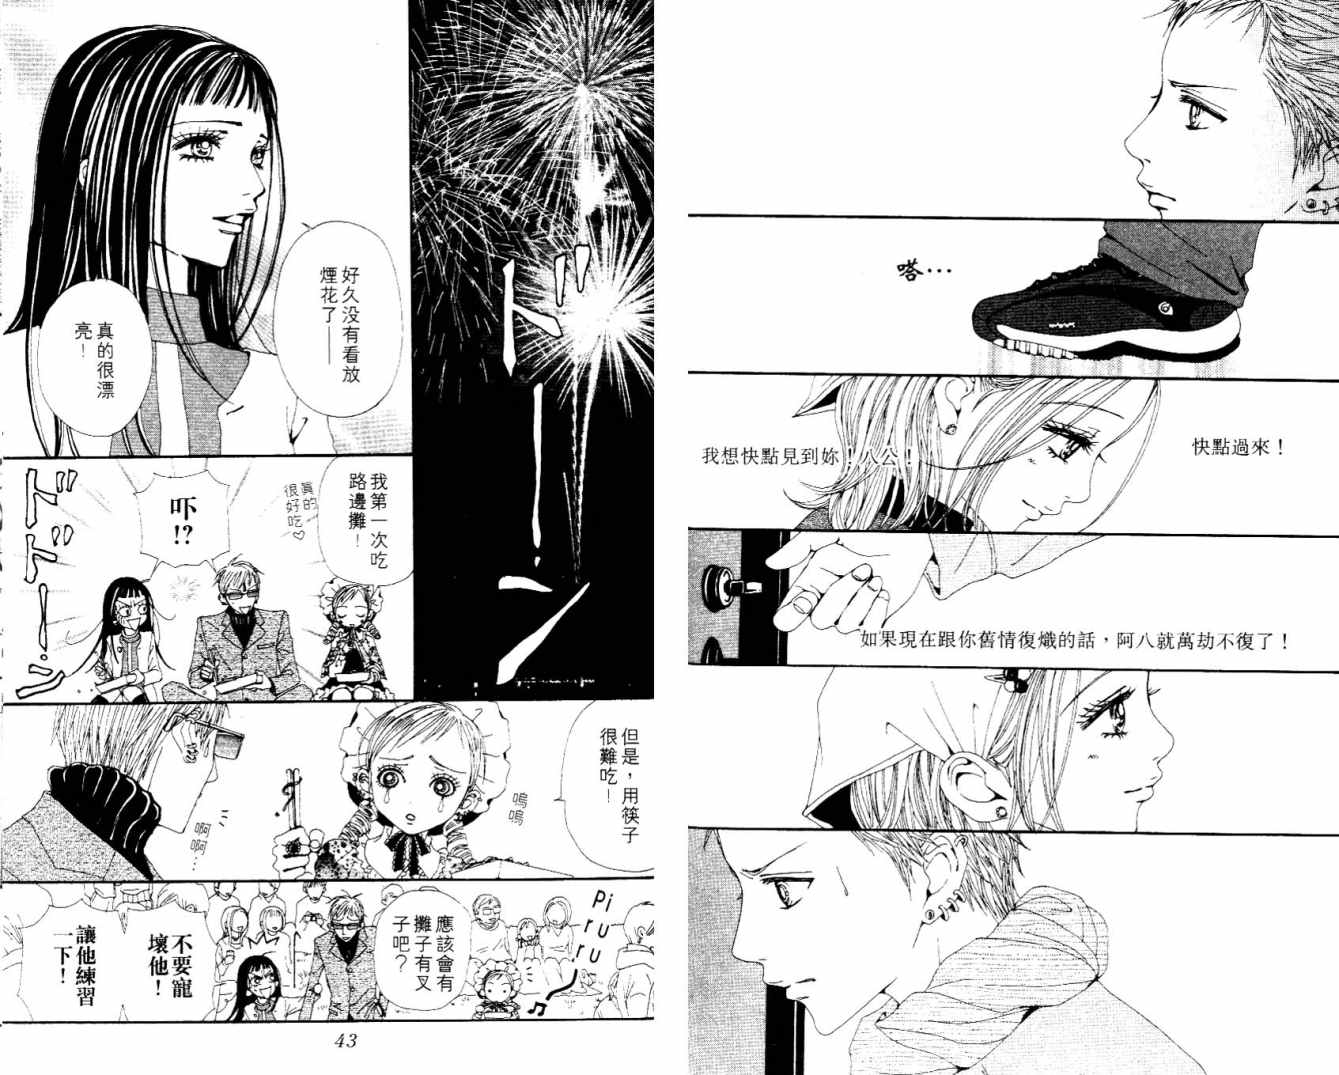 嗒…
快點過來！
我想快點見到妳！八公！
如果現在跟你舊情復熾的話，阿八就萬劫不復了！
ドドーン
好久没有看放
煙花了——
真的很漂
亮！
我第一次吃
路邊攤！
真的
很好吃♡
吓
!?
ドドドーン
但是，用筷子
很難吃！
嗚
嗚
啊
啊…
Piruru
♫
應該會有
攤子有叉
子吧？
不要寵
壞他！
讓他練習
一下！
43